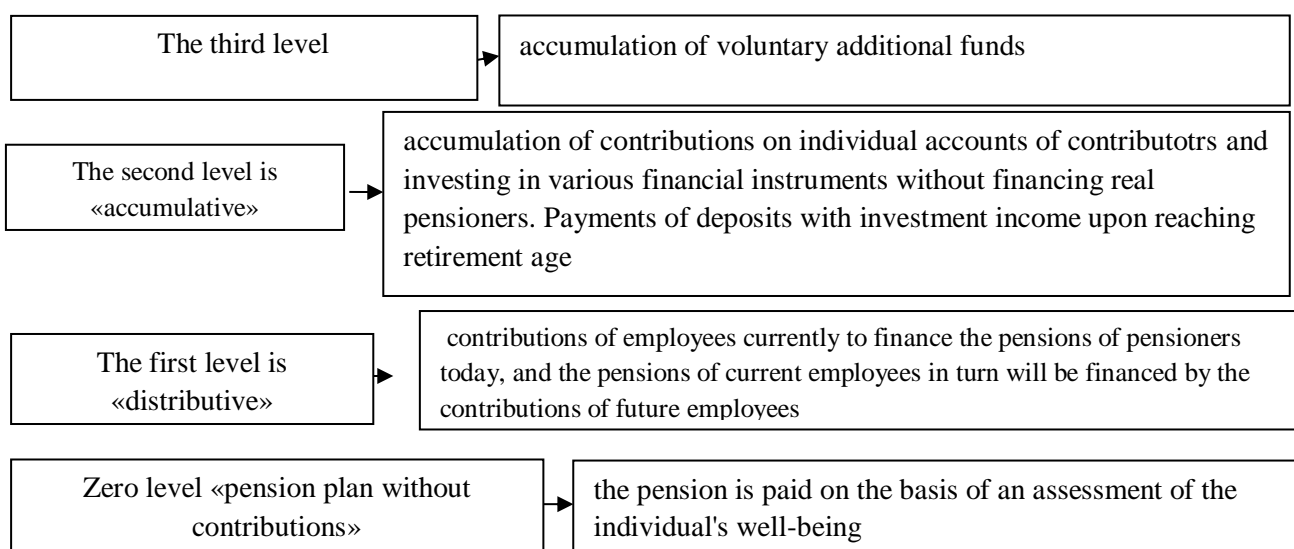 The third level
accumulation of voluntary additional funds
The second level is
«accumulative»
accumulation of contributions on individual accounts of contributotrs and
investing in various financial instruments without financing real
pensioners. Payments of deposits with investment income upon reaching
retirement age
The first level is
«distributive»
contributions of employees currently to finance the pensions of pensioners
today, and the pensions of current employees in turn will be financed by the
contributions of future employees
Zero level «pension plan without
contributions»
the pension is paid on the basis of an assessment of the
individual's well-being